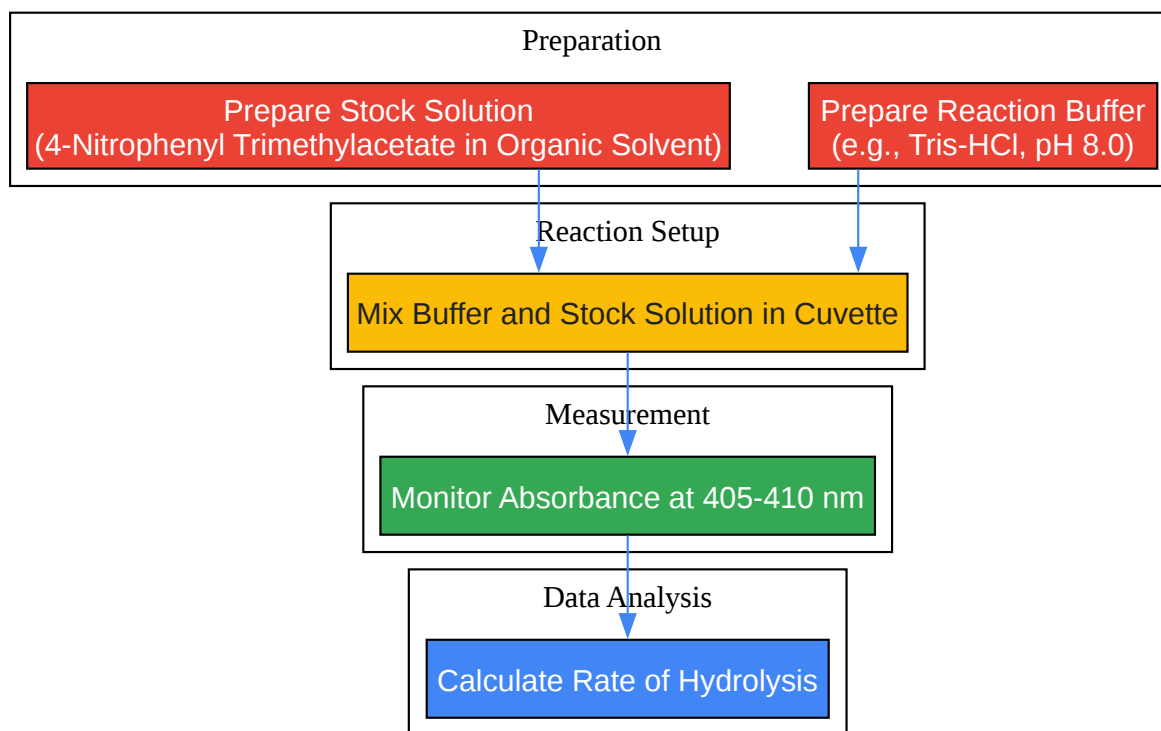 Preparation
Prepare Stock Solution
(4-Nitrophenyl Trimethylacetate in Organic Solvent)
Prepare Reaction Buffer
(e.g., Tris-HCl, pH 8.0)
Reaction Setup
Mix Buffer and Stock Solution in Cuvette
Measurement
Monitor Absorbance at 405-410 nm
Data Analysis
Calculate Rate of Hydrolysis